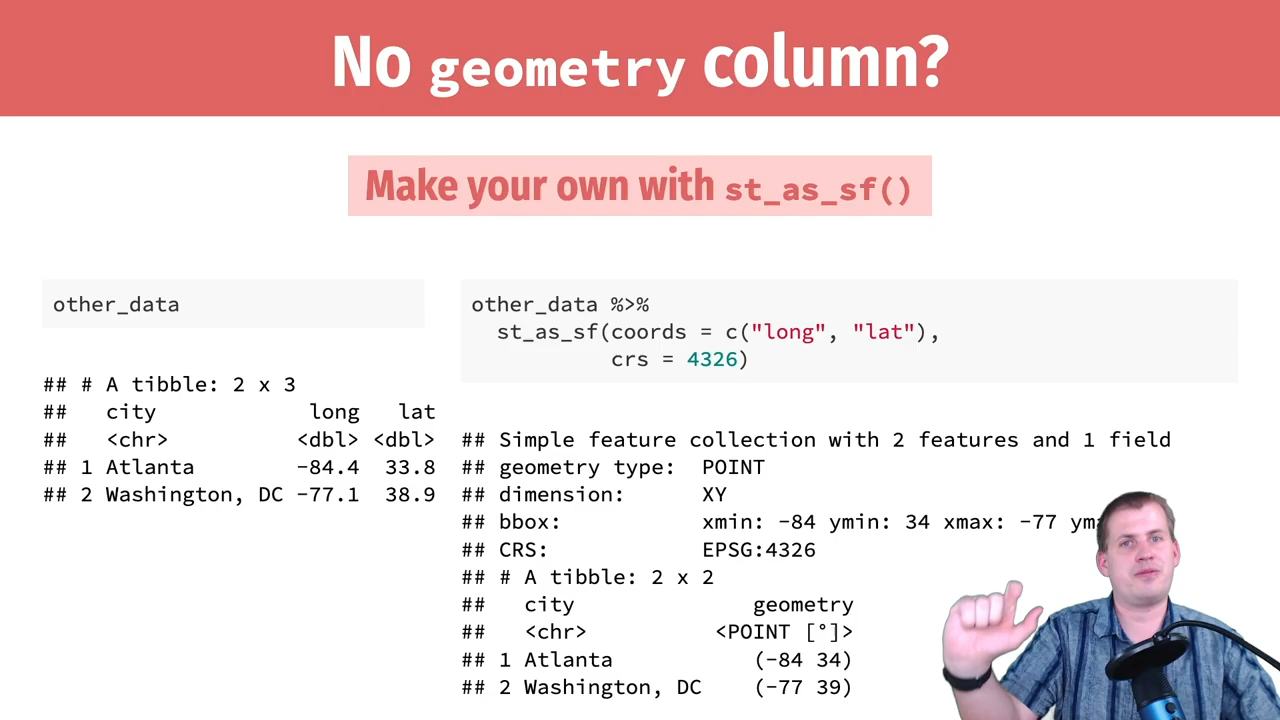 No geometry column?
Make your own with st_as_sf()
other_data
## # A tibble: 2 x 3
##   city            long   lat
##   <chr>          <dbl> <dbl>
## 1 Atlanta        -84.4  33.8
## 2 Washington, DC -77.1  38.9
other_data %>%
  st_as_sf(coords = c("long", "lat"),
           crs = 4326)
## Simple feature collection with 2 features and 1 field
## geometry type:  POINT
## dimension:      XY
## bbox:           xmin: -84 ymin: 34 xmax: -77
## CRS:            EPSG:4326
## # A tibble: 2 x 2
##   city              geometry
##   <chr>          <POINT [°]>
## 1 Atlanta           (-84 34)
## 2 Washington, DC    (-77 39)